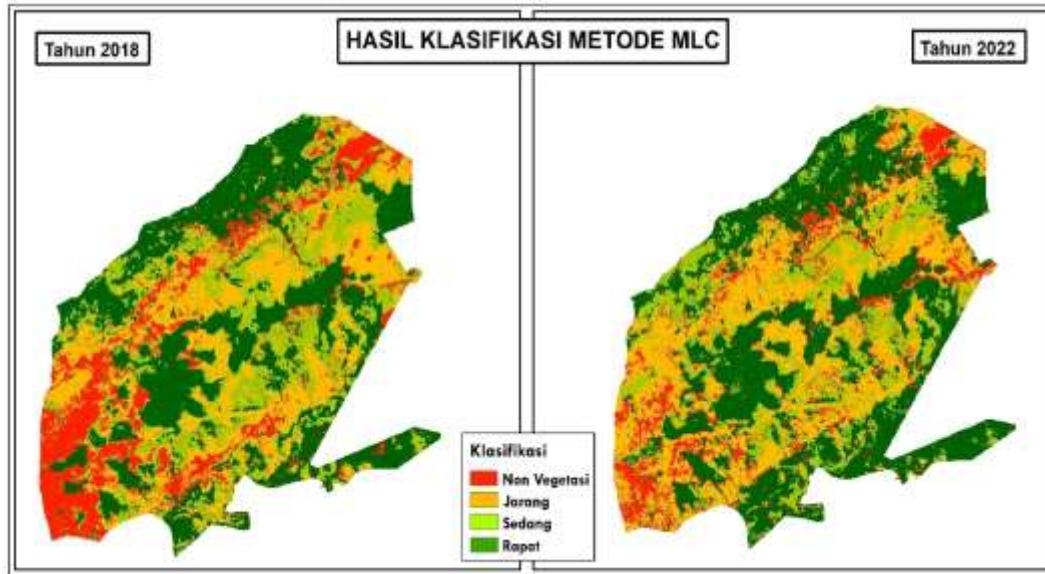 HASIL KLASIFIKASI METODE MLC
Tahun 2018
Tahun 2022
Klasifikasi
Non Vegetasi
Jarang
Sedang
Rapat